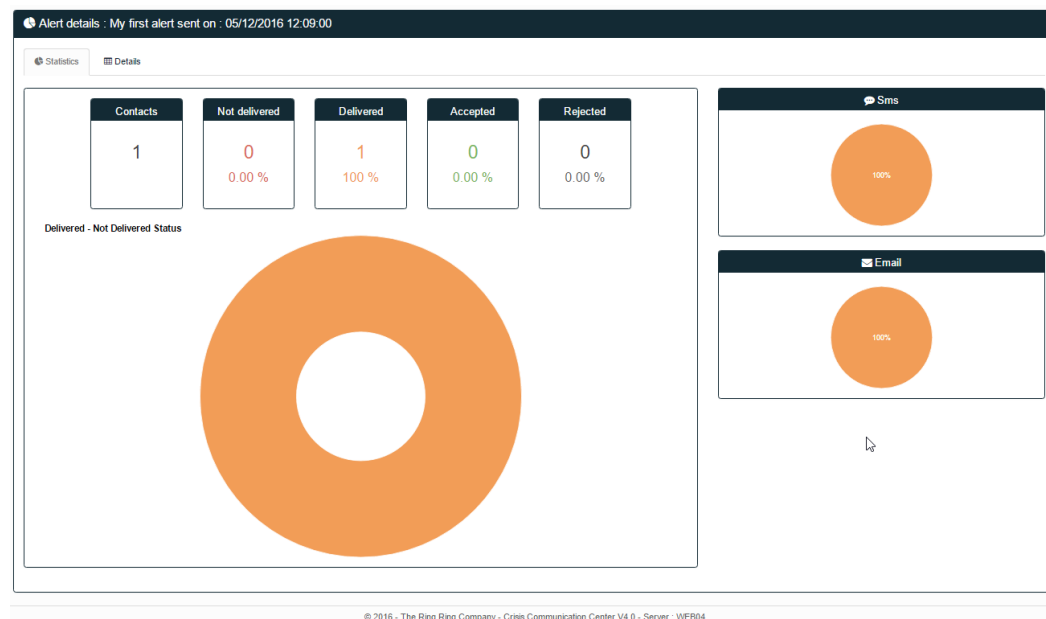 Alert details : My first alert sent on : 05/12/2016 12:09:00
Statistics Details
Contacts Not delivered Delivered Accepted Rejected
1 0 1 0 0
0.00 % 100 % 0.00 % 0.00 %
Delivered - Not Delivered Status
Sms
100%
Email
100%
© 2016 - The Ring Ring Company - Crisis Communication Center V4.0 - Server : WEB04